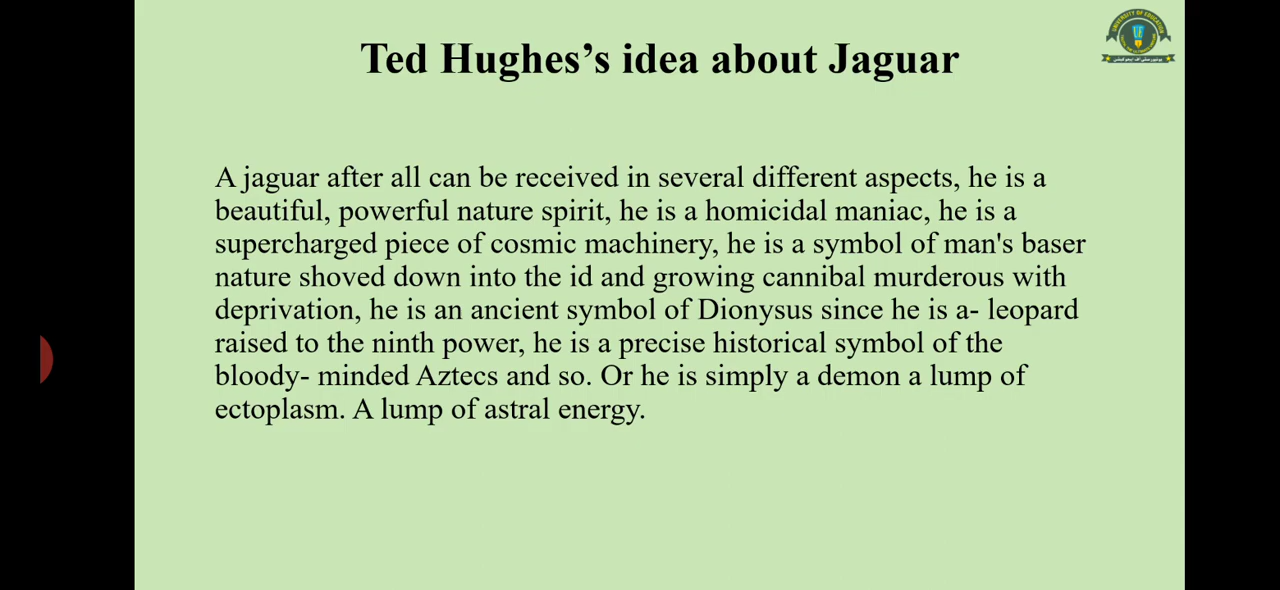 Ted Hughes’s idea about Jaguar
UNIVERSITY OF EDUCATION
A jaguar after all can be received in several different aspects, he is a
beautiful, powerful nature spirit, he is a homicidal maniac, he is a
supercharged piece of cosmic machinery, he is a symbol of man's baser
nature shoved down into the id and growing cannibal murderous with
deprivation, he is an ancient symbol of Dionysus since he is a- leopard
raised to the ninth power, he is a precise historical symbol of the
bloody- minded Aztecs and so. Or he is simply a demon a lump of
ectoplasm. A lump of astral energy.